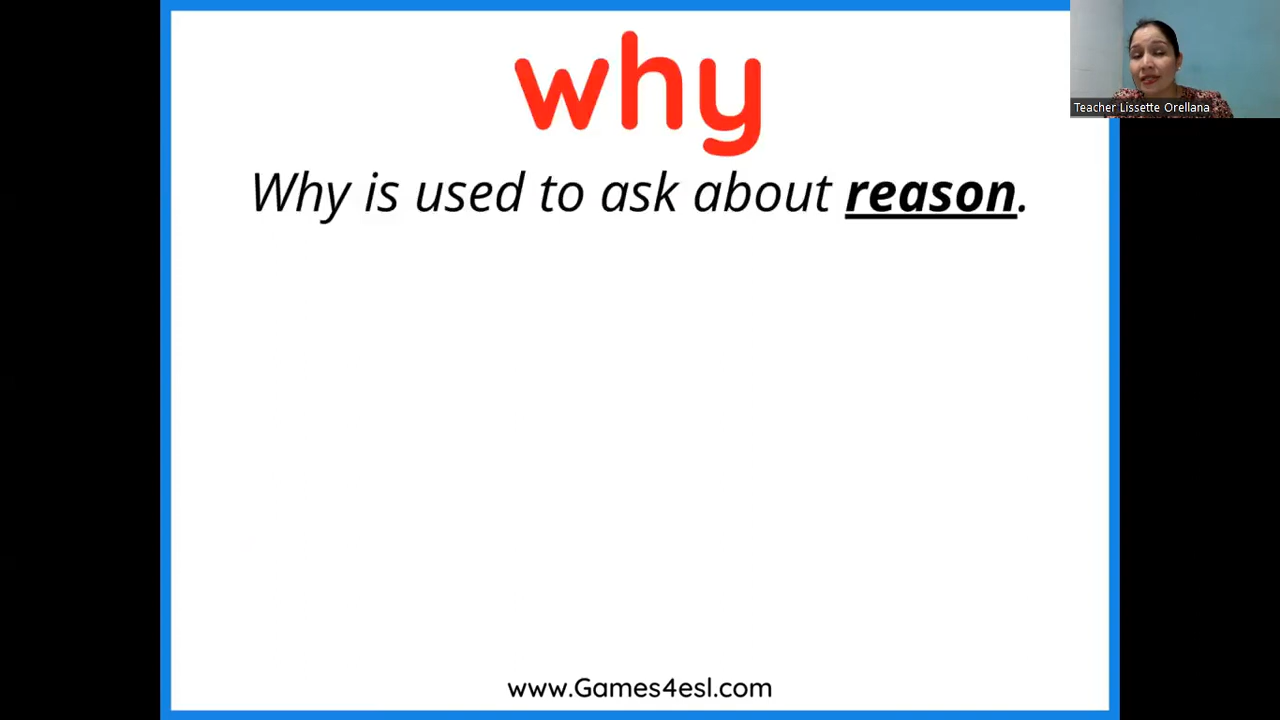 why
Why is used to ask about reason.
Teacher Lissette Orellana
www.Games4esl.com